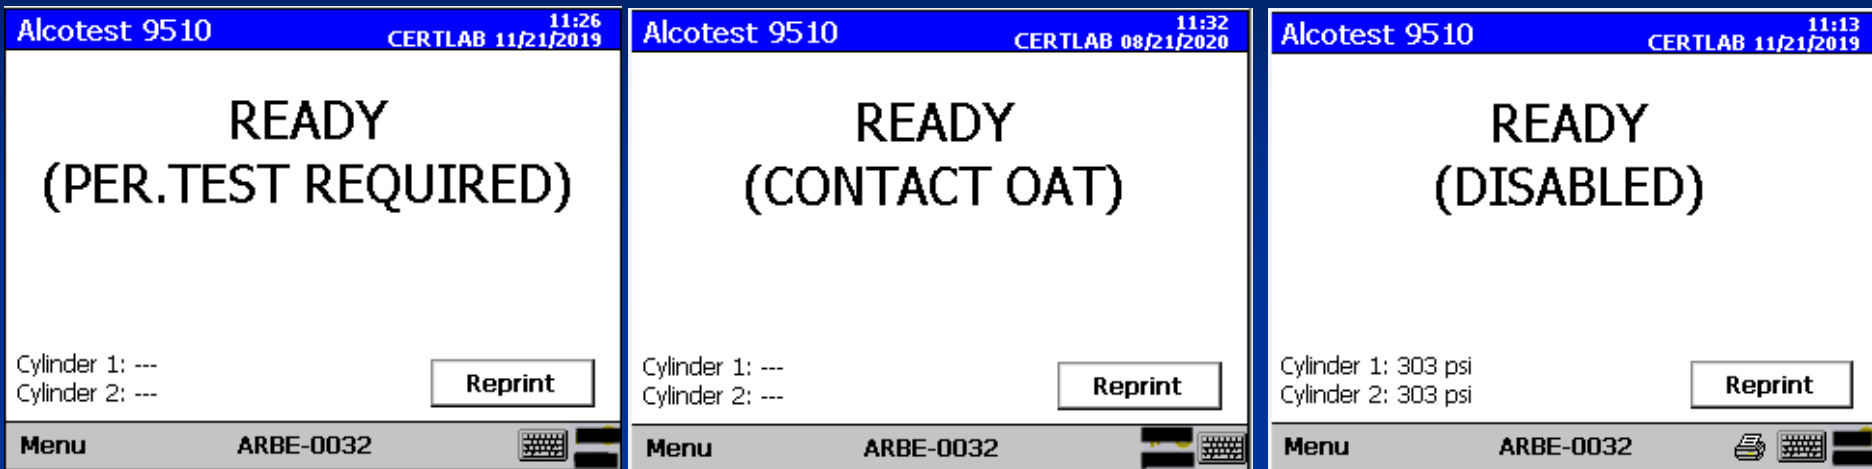 Alcotest 9510
11:26
CERTLAB 11/21/2019
READY
(PER.TEST REQUIRED)
Cylinder 1: ---
Cylinder 2: ---
Reprint
Menu
ARBE-0032
Alcotest 9510
11:32
CERTLAB 08/21/2020
READY
(CONTACT OAT)
Cylinder 1: ---
Cylinder 2: ---
Reprint
Menu
ARBE-0032
Alcotest 9510
11:13
CERTLAB 11/21/2019
READY
(DISABLED)
Cylinder 1: 303 psi
Cylinder 2: 303 psi
Reprint
Menu
ARBE-0032